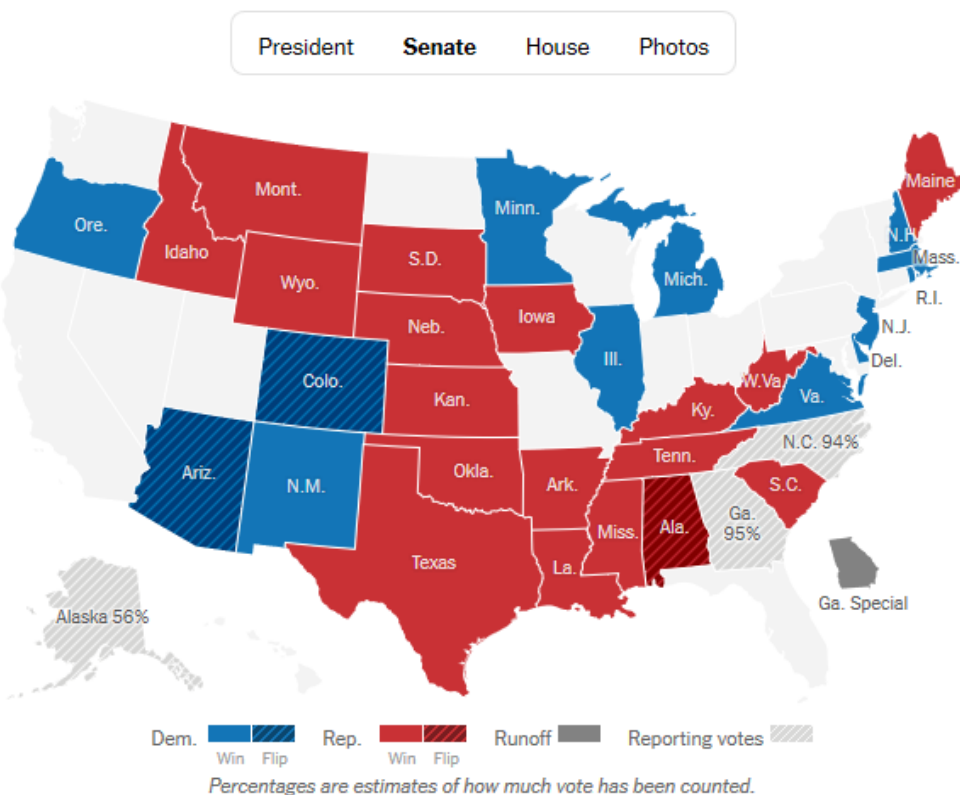 President Senate House Photos
Maine
Mont.
Minn.
Ore.
N.H.
Idaho
S.D.
Mass.
Wyo.
Mich.
R.I.
Iowa
Neb.
N.J.
Ill.
Del.
Colo.
W.Va.
Kan.
Va.
Ky.
N.C. 94%
Tenn.
Ariz.
Okla.
N.M.
Ark.
S.C.
Ga.
95%
Miss.
Ala.
Texas
La.
Ga. Special
Alaska 56%
Dem. Rep. Runoff Reporting votes
Win Flip Win Flip
Percentages are estimates of how much vote has been counted.